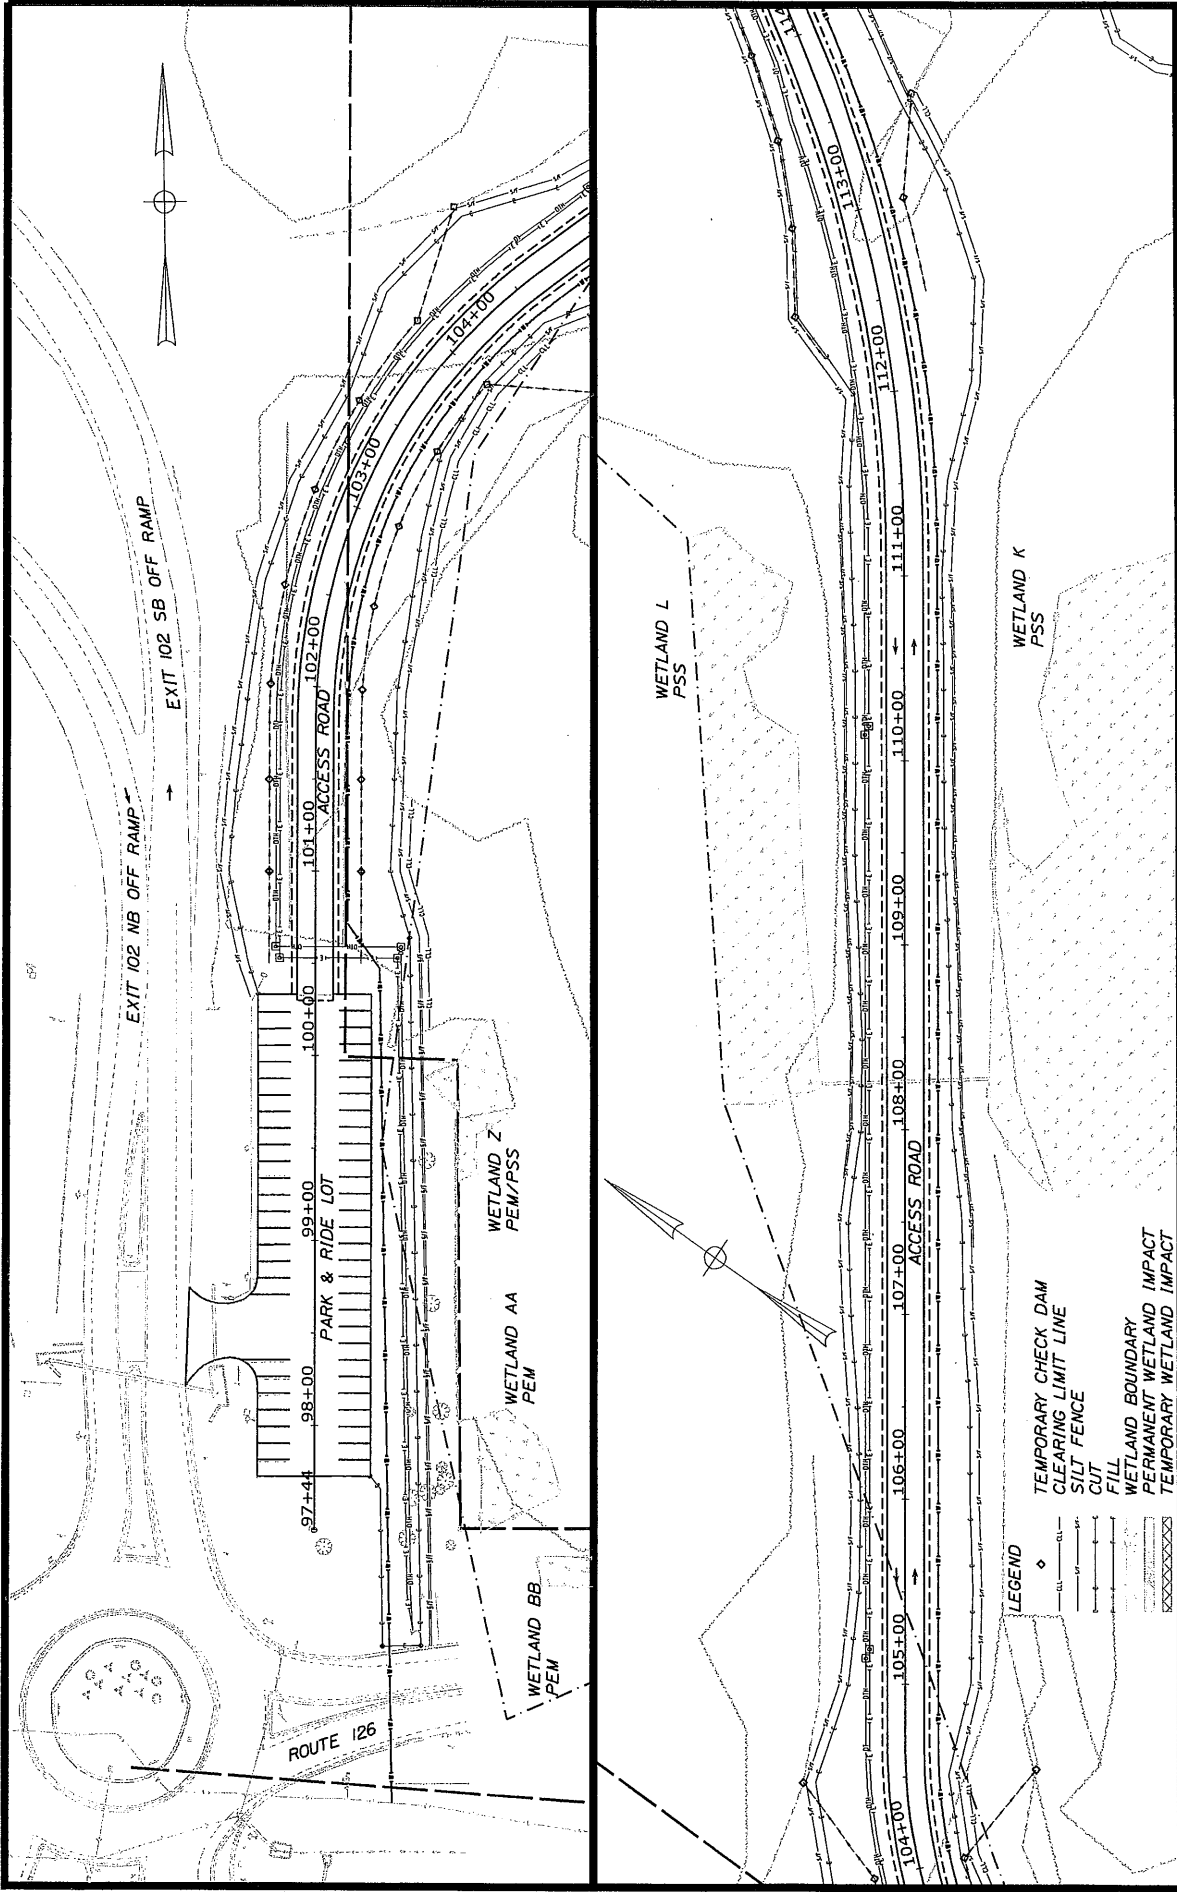 EXIT 102 NB OFF RAMP
EXIT 102 SB OFF RAMP
ROUTE 126
97+44
98+00
99+00
100+00
101+00
102+00
103+00
104+00
PARK & RIDE LOT
ACCESS ROAD
WETLAND BB
PEM
WETLAND AA
PEM
WETLAND Z
PEM/PSS
WETLAND L
PSS
104+00
105+00
106+00
107+00
108+00
109+00
110+00
111+00
112+00
113+00
ACCESS ROAD
WETLAND K
PSS
LEGEND
TEMPORARY CHECK DAM
CLL CLEARING LIMIT LINE
S/F SILT FENCE
C CUT
F FILL
WETLAND BOUNDARY
PERMANENT WETLAND IMPACT
TEMPORARY WETLAND IMPACT